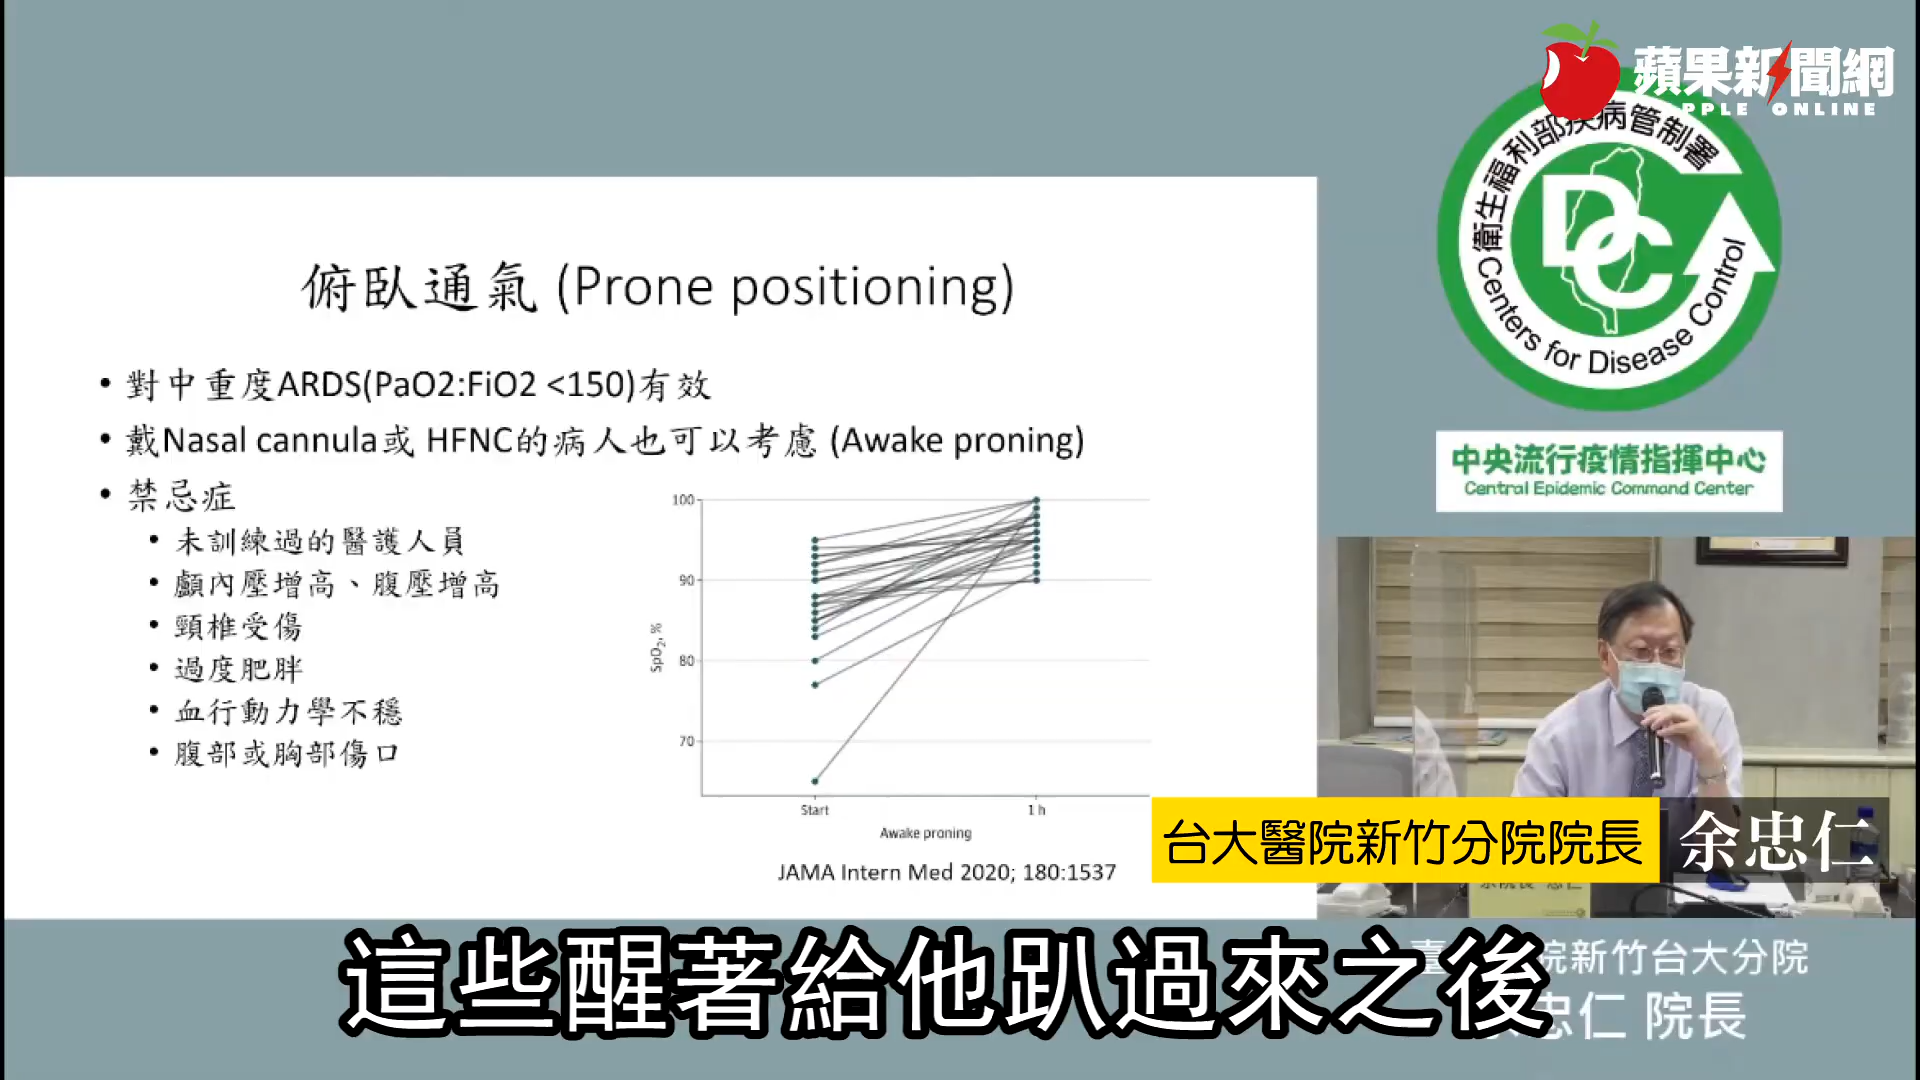 蘋果新聞網
APPLE ONLINE
衛生福利部疾病管制署
CDC
Centers for Disease Control
中央流行疫情指揮中心
Central Epidemic Command Center
俯臥通氣 (Prone positioning)
• 對中重度ARDS(PaO2:FiO2 <150)有效
• 戴Nasal cannula或 HFNC的病人也可以考慮 (Awake proning)
• 禁忌症
• 未訓練過的醫護人員
• 顱內壓增高、腹壓增高
• 頸椎受傷
• 過度肥胖
• 血行動力學不穩
• 腹部或胸部傷口
100
90
80
70
SpO2, %
Start
1 h
Awake proning
JAMA Intern Med 2020; 180:1537
台大醫院新竹分院院長
余忠仁
院新竹台大分院
忠仁 院長
這些醒著給他趴過來之後